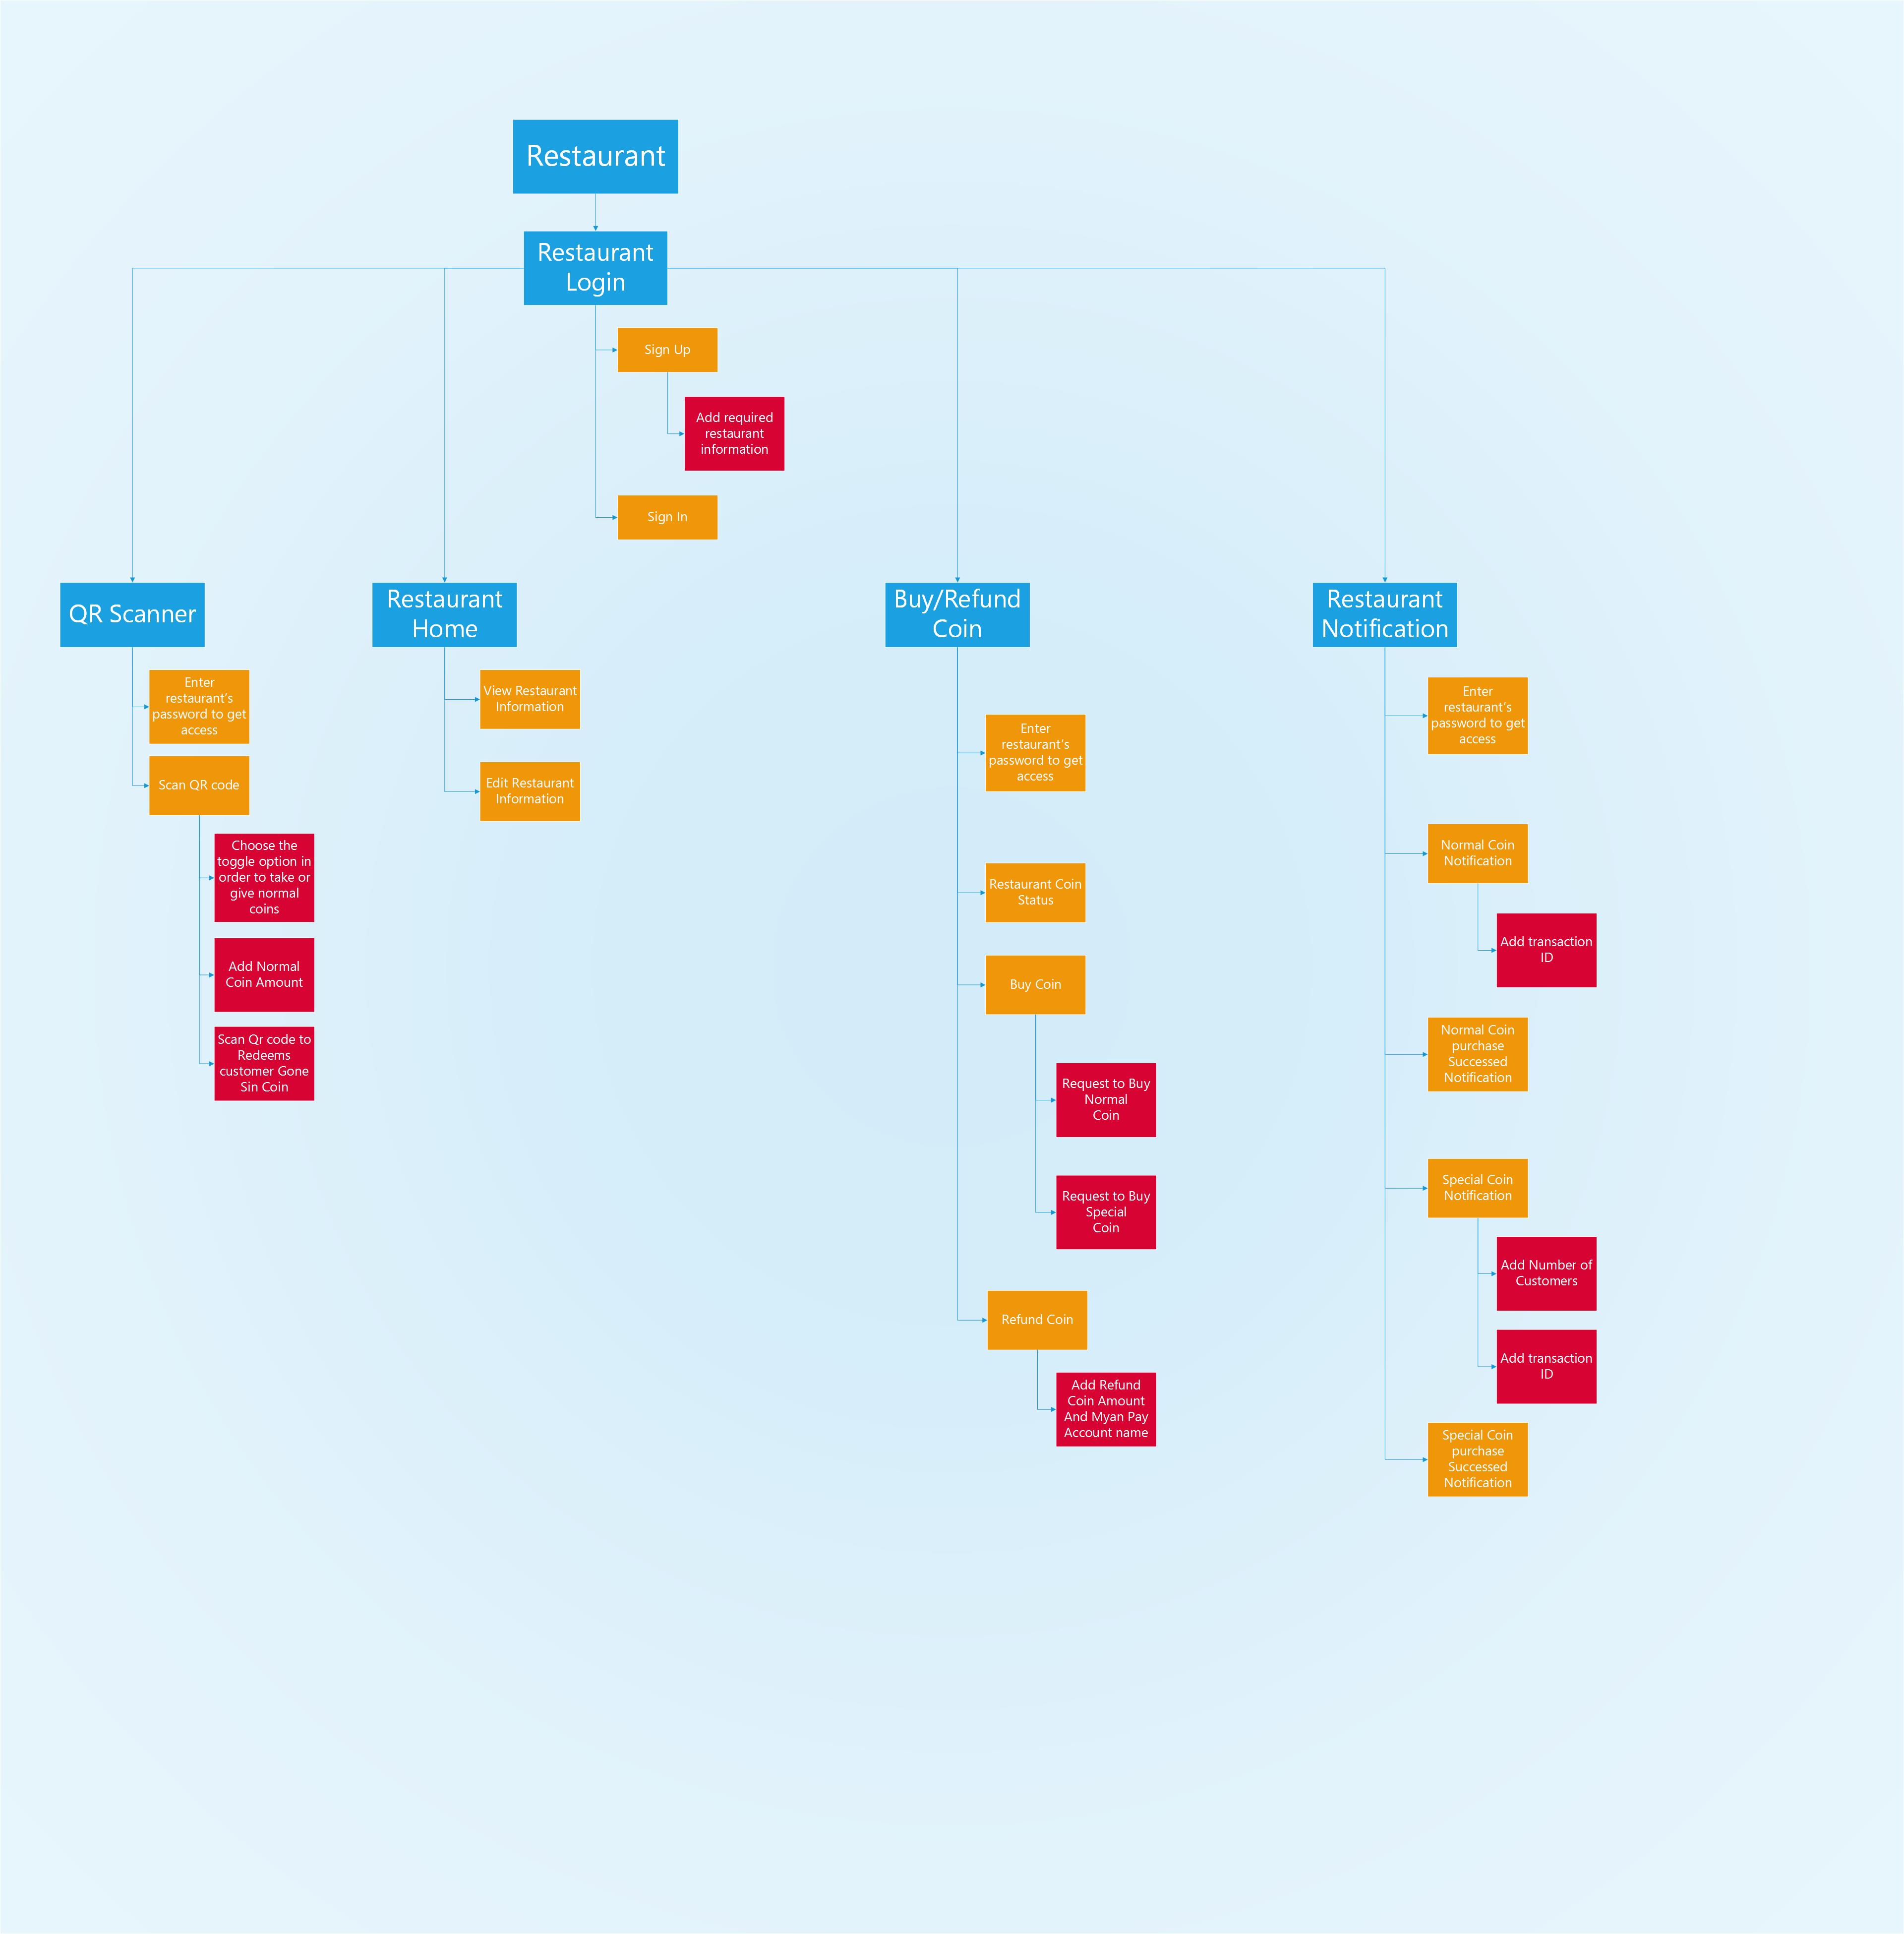 Restaurant
Restaurant
Login
Sign Up
Add required
restaurant
information
Sign In
QR Scanner
Enter
restaurant's
password to get
access
Scan QR code
Choose the
toggle option in
order to take or
give normal
coins
Add Normal
Coin Amount
Scan Qr code to
Redeems
customer Gone
Sin Coin
Restaurant
Home
View Restaurant
Information
Edit Restaurant
Information
Buy/Refund
Coin
Enter
restaurant's
password to get
access
Restaurant Coin
Status
Buy Coin
Request to Buy
Normal
Coin
Request to Buy
Special
Coin
Refund Coin
Add Refund
Coin Amount
And Myan Pay
Account name
Restaurant
Notification
Enter
restaurant's
password to get
access
Normal Coin
Notification
Add transaction
ID
Normal Coin
purchase
Successed
Notification
Special Coin
Notification
Add Number of
Customers
Add transaction
ID
Special Coin
purchase
Successed
Notification